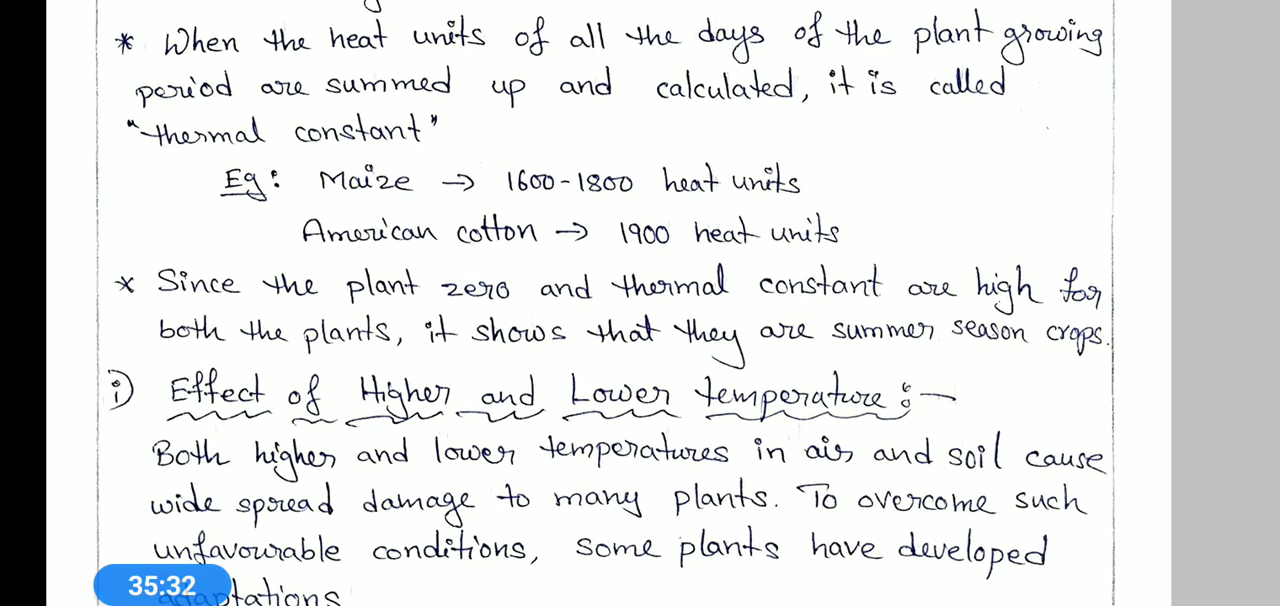 * When the heat units of all the days of the plant growing
period are summed up and calculated, it is called
"thermal constant"
Eg: Maize → 1600-1800 heat units
American cotton → 1900 heat units
* Since the plant zero and thermal constant are high for
both the plants, it shows that they are summer season crops.
i) Effect of Higher and Lower temperature :-
Both higher and lower temperatures in air and soil cause
wide spread damage to many plants. To overcome such
unfavourable conditions, some plants have developed
35:32